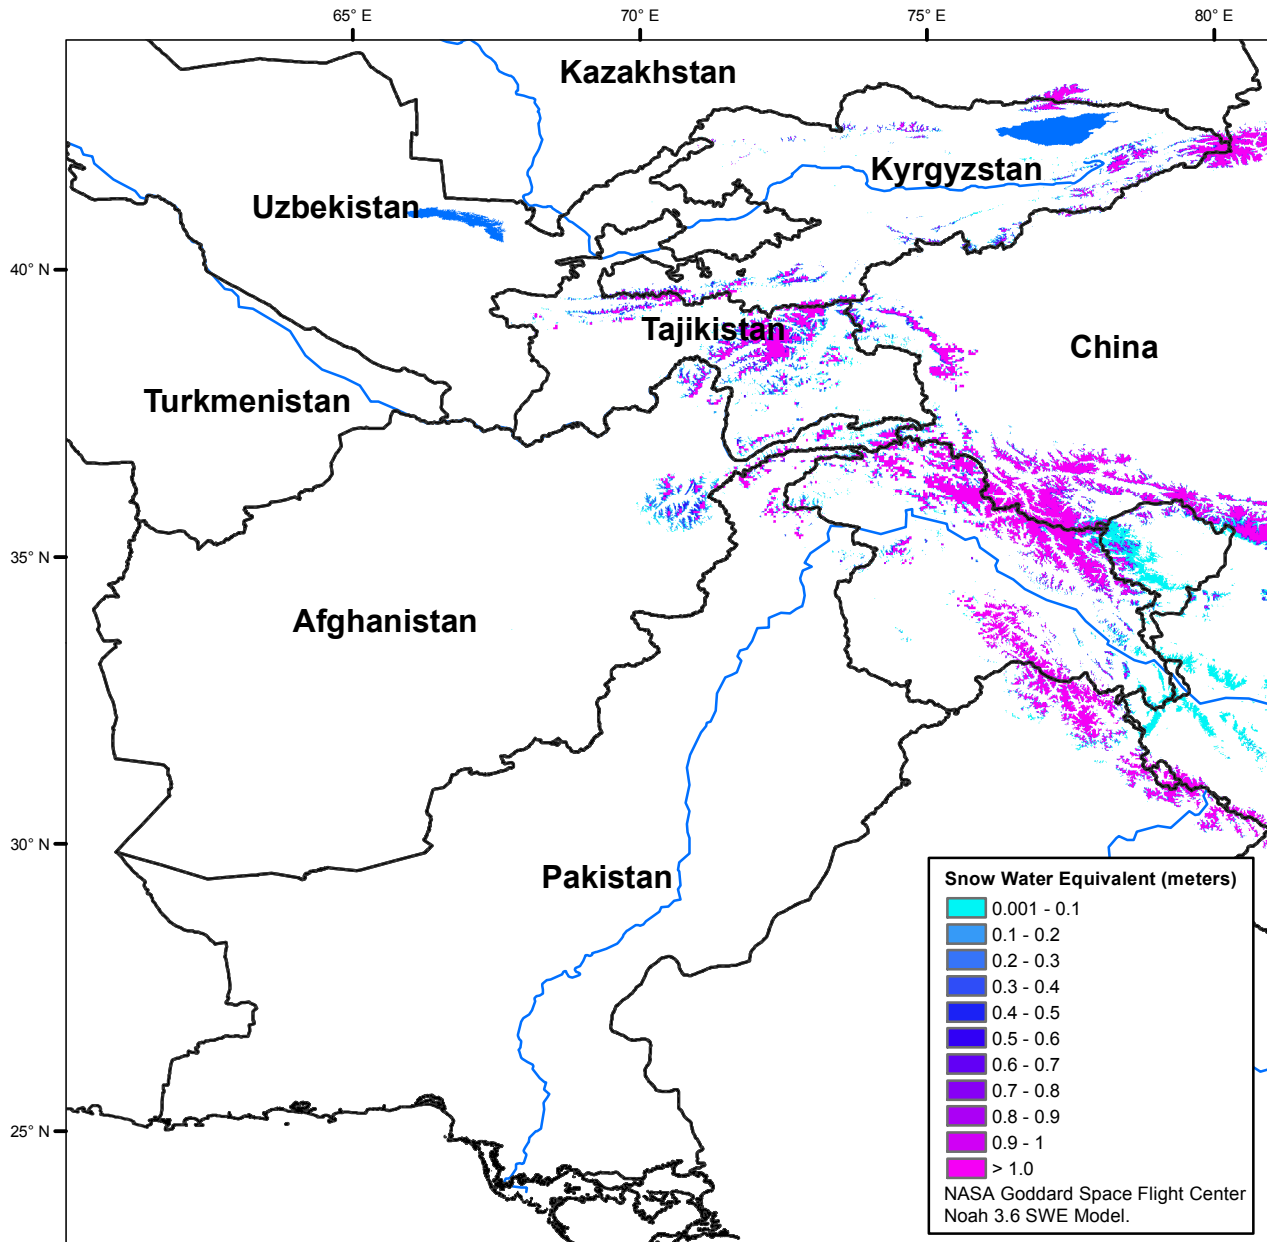 65° E
70° E
75° E
80° E
Kazakhstan
Kyrgyzstan
Uzbekistan
40° N
Tajikistan
China
Turkmenistan
35° N
Afghanistan
30° N
Pakistan
25° N
Snow Water Equivalent (meters)
0.001 - 0.1
0.1 - 0.2
0.2 - 0.3
0.3 - 0.4
0.4 - 0.5
0.5 - 0.6
0.6 - 0.7
0.7 - 0.8
0.8 - 0.9
0.9 - 1
> 1.0
NASA Goddard Space Flight Center
Noah 3.6 SWE Model.